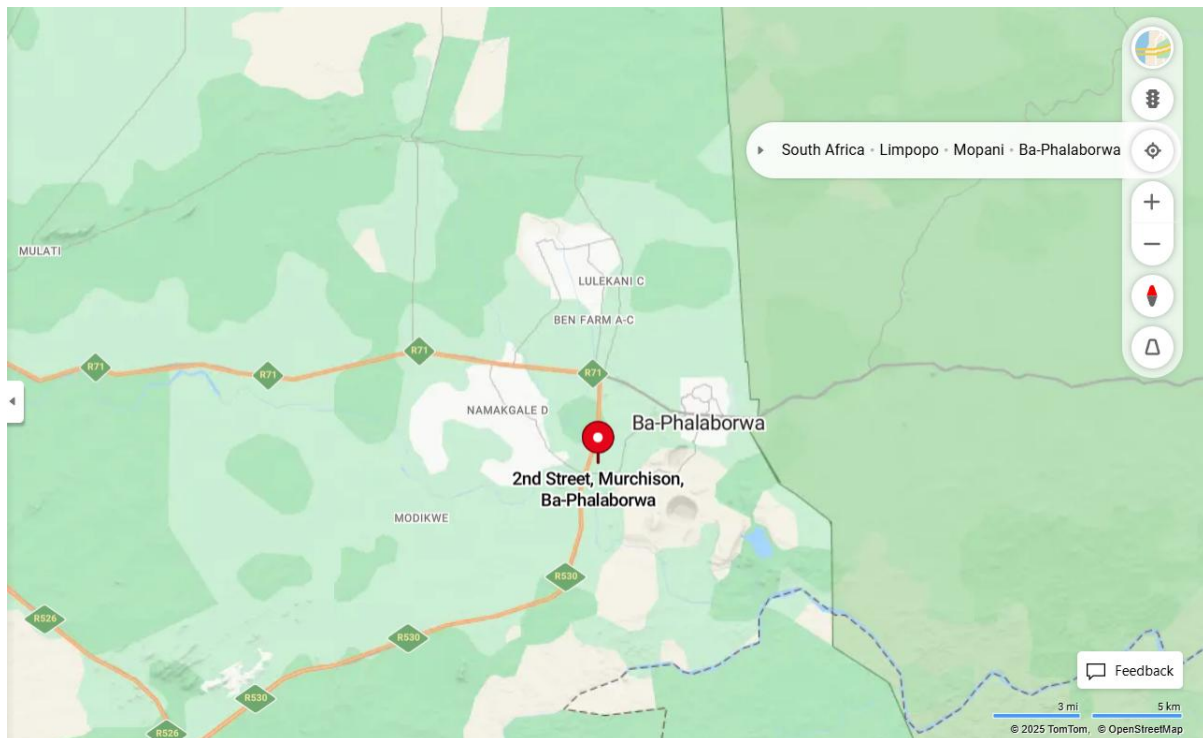 South Africa • Limpopo • Mopani • Ba-Phalaborwa
MULATI
LULEKANI C
BEN FARM A-C
R71
R71
R71
R71
NAMAKGALE D
Ba-Phalaborwa
2nd Street, Murchison,
Ba-Phalaborwa
MODIKWE
R530
R526
R530
R530
R526
Feedback
3 mi
5 km
© 2025 TomTom, © OpenStreetMap